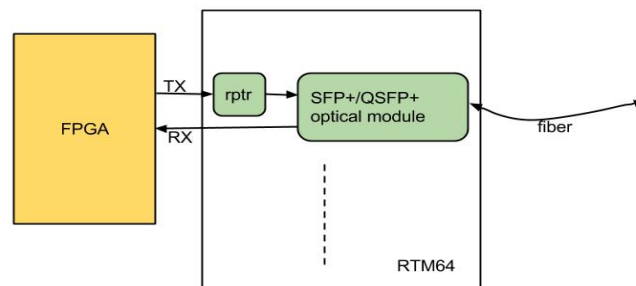 TX
rptr
SFP+/QSFP+
optical module
FPGA
RX
fiber
RTM64